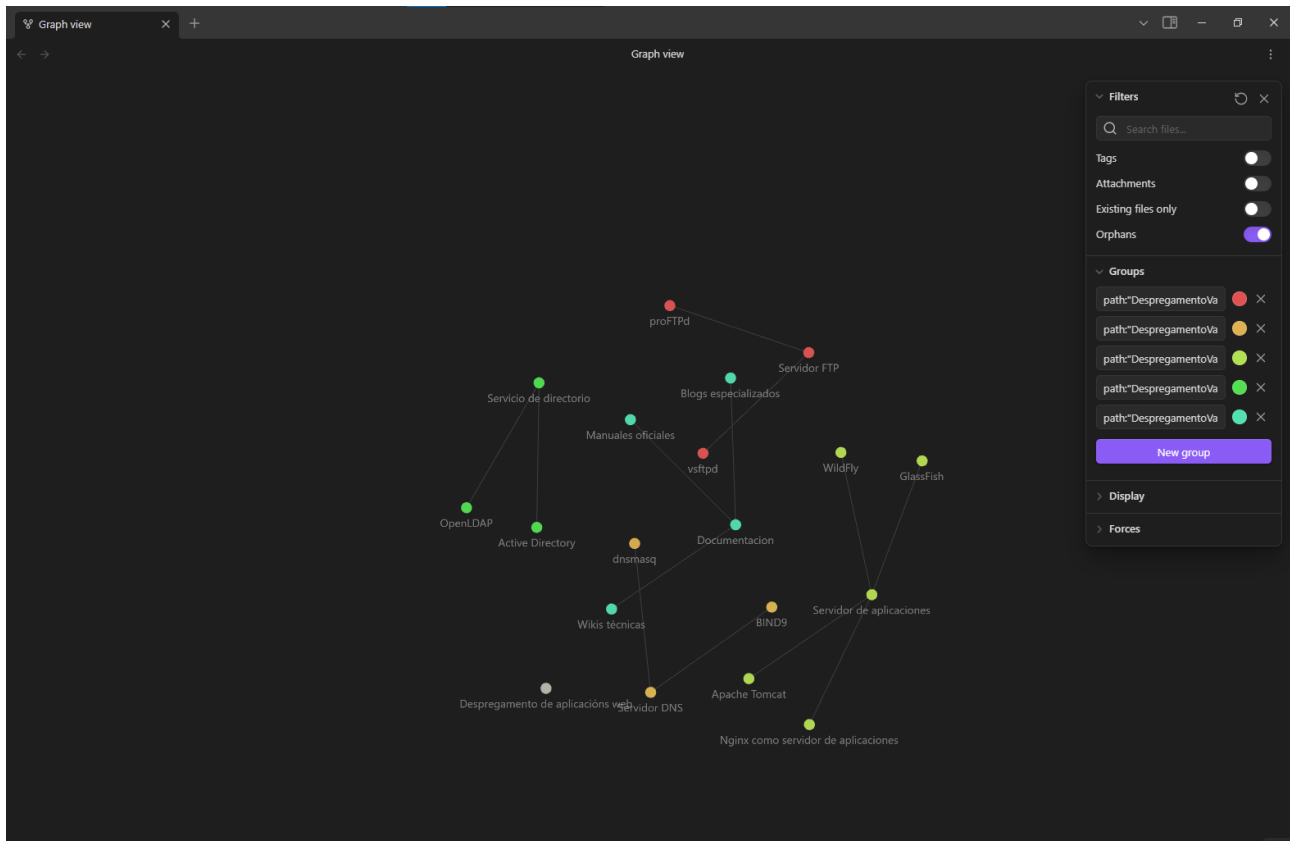 Graph view
Graph view
Filters
Search files...
Tags
Attachments
Existing files only
Orphans
Groups
path:"DespregamentoVa
path:"DespregamentoVa
path:"DespregamentoVa
path:"DespregamentoVa
path:"DespregamentoVa
New group
Display
Forces
proFTPd
Servidor FTP
Servicio de directorio
Blogs especializados
Manuales oficiales
vsftpd
WildFly
GlassFish
OpenLDAP
Active Directory
dnsmasq
Documentacion
Wikis técnicas
BIND9
Servidor de aplicaciones
Despregamento de aplicacións web
Servidor DNS
Apache Tomcat
Nginx como servidor de aplicaciones